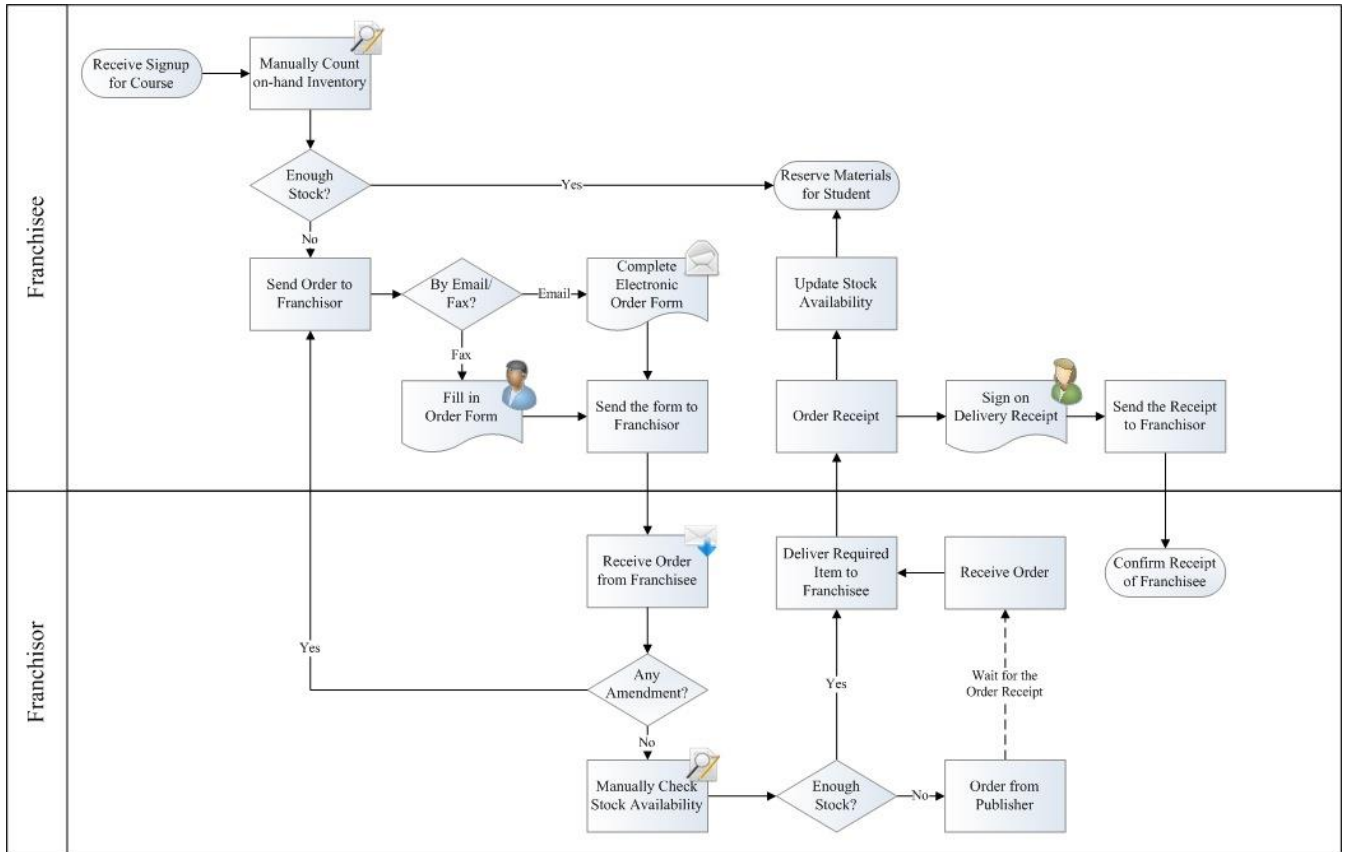 Franchisee
Receive Signup
for Course
Manually Count
on-hand Inventory
Enough
Stock?
Yes
Reserve Materials
for Student
No
Send Order to
Franchisor
By Email/
Fax?
Email
Complete
Electronic
Order Form
Update Stock
Availability
Fax
Fill in
Order Form
Send the form to
Franchisor
Order Receipt
Sign on
Delivery Receipt
Send the Receipt
to Franchisor
Franchisor
Receive Order
from Franchisee
Deliver Required
Item to
Franchisee
Receive Order
Confirm Receipt
of Franchisee
Yes
Any
Amendment?
Yes
Wait for the
Order Receipt
No
Manually Check
Stock Availability
Enough
Stock?
No
Order from
Publisher